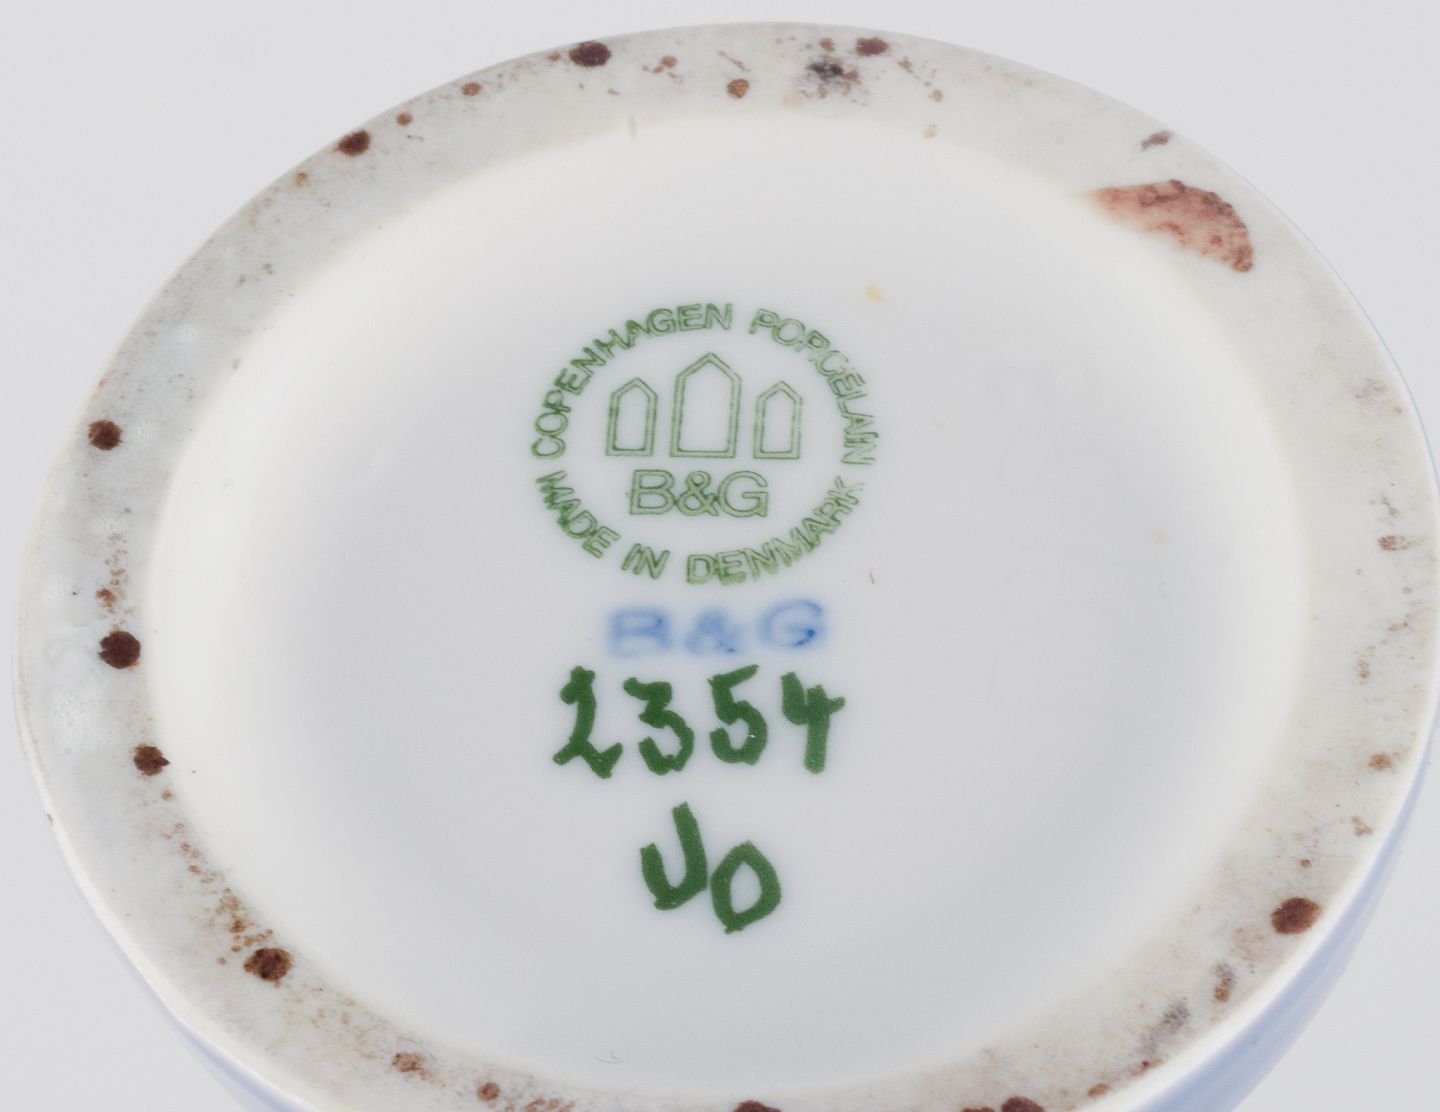 COPENHAGEN PORCELAIN
B&G
MADE IN DENMARK
B&G
2354
UO